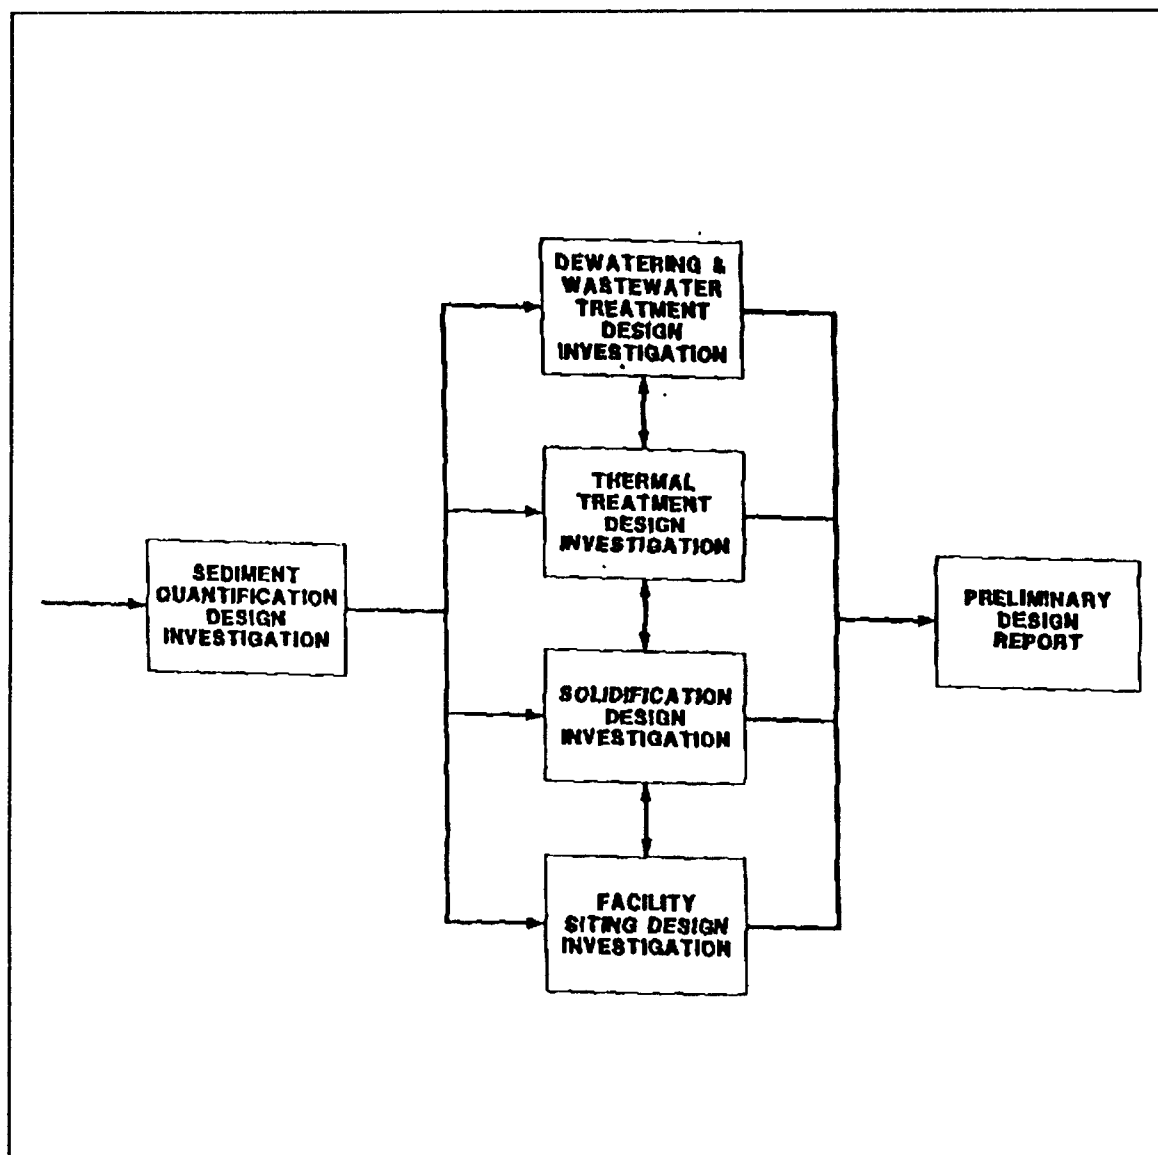 DEWATERING &
WASTEWATER
TREATMENT
DESIGN
INVESTIGATION
THERMAL
TREATMENT
DESIGN
INVESTIGATION
SEDIMENT
QUANTIFICATION
DESIGN
INVESTIGATION
PRELIMINARY
DESIGN
REPORT
SOLIDIFICATION
DESIGN
INVESTIGATION
FACILITY
SITING DESIGN
INVESTIGATION